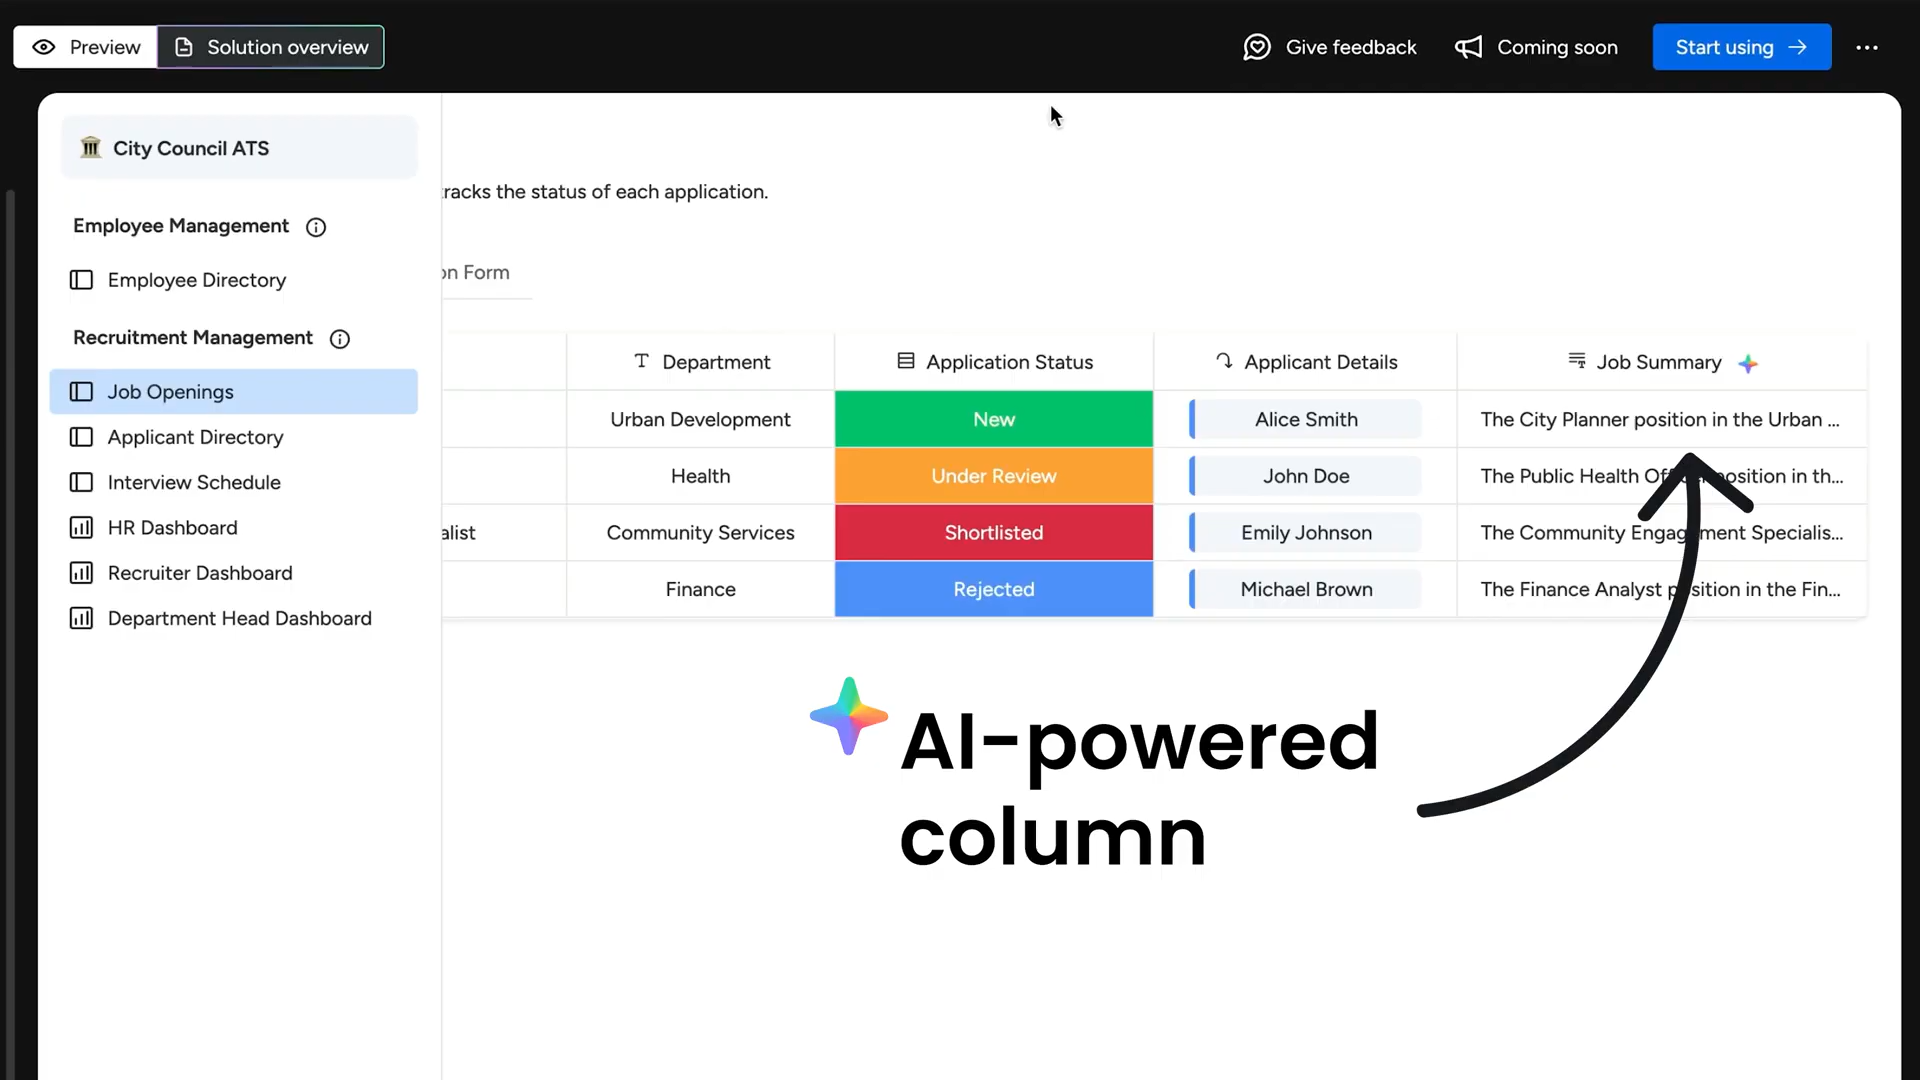 Preview
Solution overview
Give feedback
Coming soon
Start using
City Council ATS
Employee Management
Employee Directory
Recruitment Management
Job Openings
Applicant Directory
Interview Schedule
HR Dashboard
Recruiter Dashboard
Department Head Dashboard
racks the status of each application.
on Form
Department Application Status Applicant Details Job Summary
Urban Development New Alice Smith The City Planner position in the Urban ...
Health Under Review John Doe The Public Health Officer position in th...
alist Community Services Shortlisted Emily Johnson The Community Engagement Specialis...
Finance Rejected Michael Brown The Finance Analyst position in the Fin...
AI-powered
column